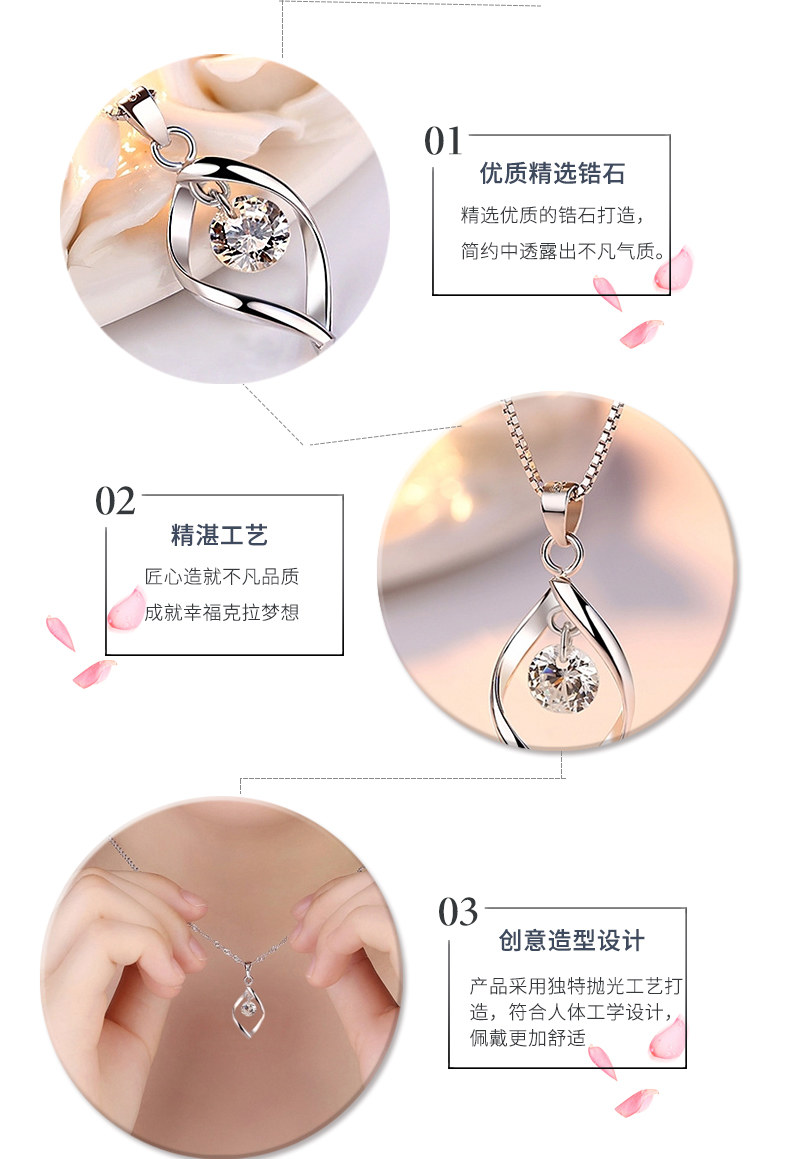 01
优质精选锆石
精选优质的锆石打造，
简约中透露出不凡气质。
02
精湛工艺
匠心造就不凡品质
成就幸福克拉梦想
03
创意造型设计
产品采用独特抛光工艺打
造，符合人体工学设计，
佩戴更加舒适